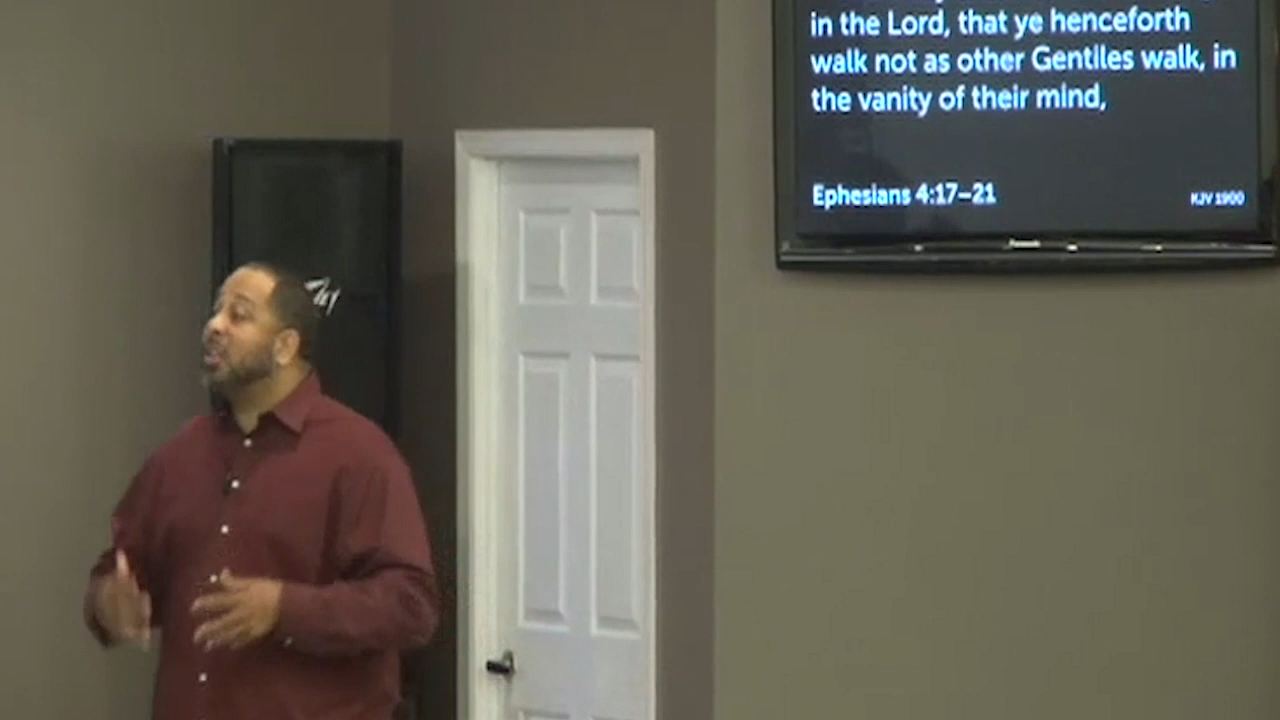 in the Lord, that ye henceforth
walk not as other Gentiles walk, in
the vanity of their mind,
Ephesians 4:17–21
KJV 1900